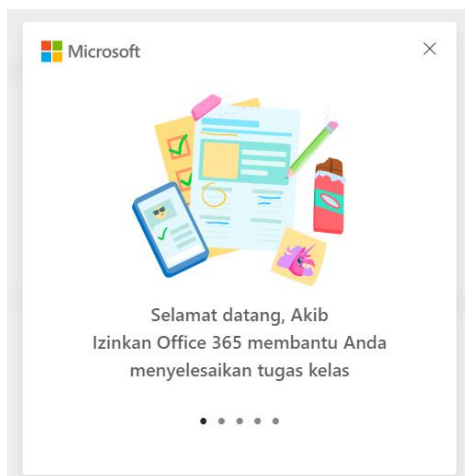 Microsoft
Selamat datang, Akib
Izinkan Office 365 membantu Anda
menyelesaikan tugas kelas